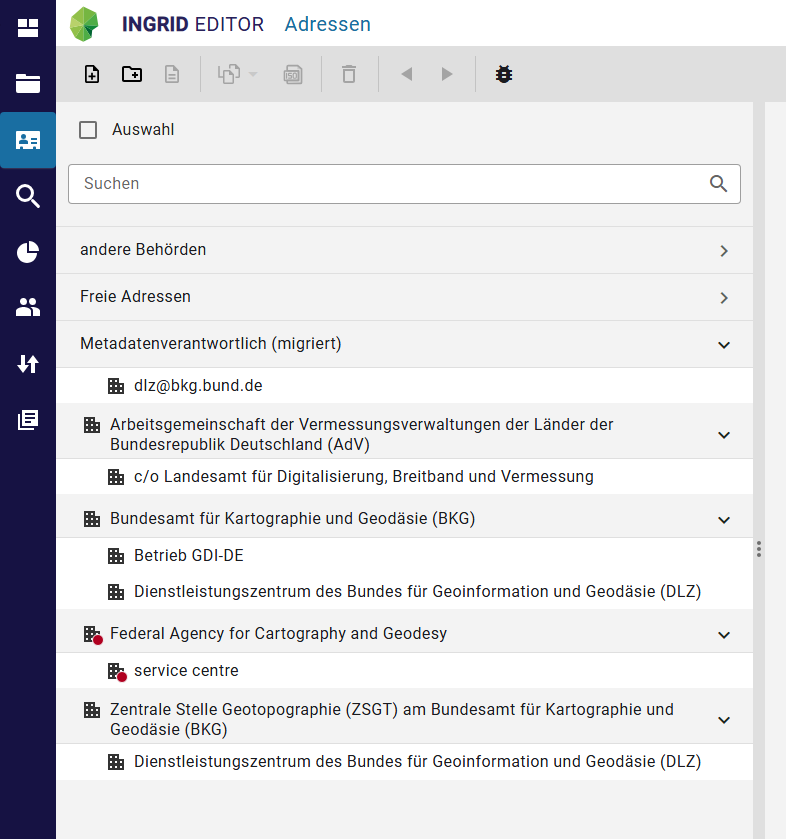 INGRID EDITOR Adressen
ISO
Auswahl
Suchen
andere Behörden
Freie Adressen
Metadatenverantwortlich (migriert)
dlz@bkg.bund.de
Arbeitsgemeinschaft der Vermessungsverwaltungen der Länder der
Bundesrepublik Deutschland (AdV)
c/o Landesamt für Digitalisierung, Breitband und Vermessung
Bundesamt für Kartographie und Geodäsie (BKG)
Betrieb GDI-DE
Dienstleistungszentrum des Bundes für Geoinformation und Geodäsie (DLZ)
Federal Agency for Cartography and Geodesy
service centre
Zentrale Stelle Geotopographie (ZSGT) am Bundesamt für Kartographie und
Geodäsie (BKG)
Dienstleistungszentrum des Bundes für Geoinformation und Geodäsie (DLZ)